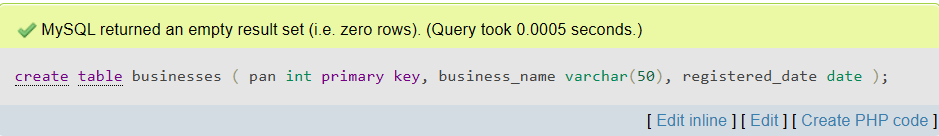 MySQL returned an empty result set (i.e. zero rows). (Query took 0.0005 seconds.)
create table businesses ( pan int primary key, business_name varchar(50), registered_date date );
[ Edit inline ] [ Edit ] [ Create PHP code ]